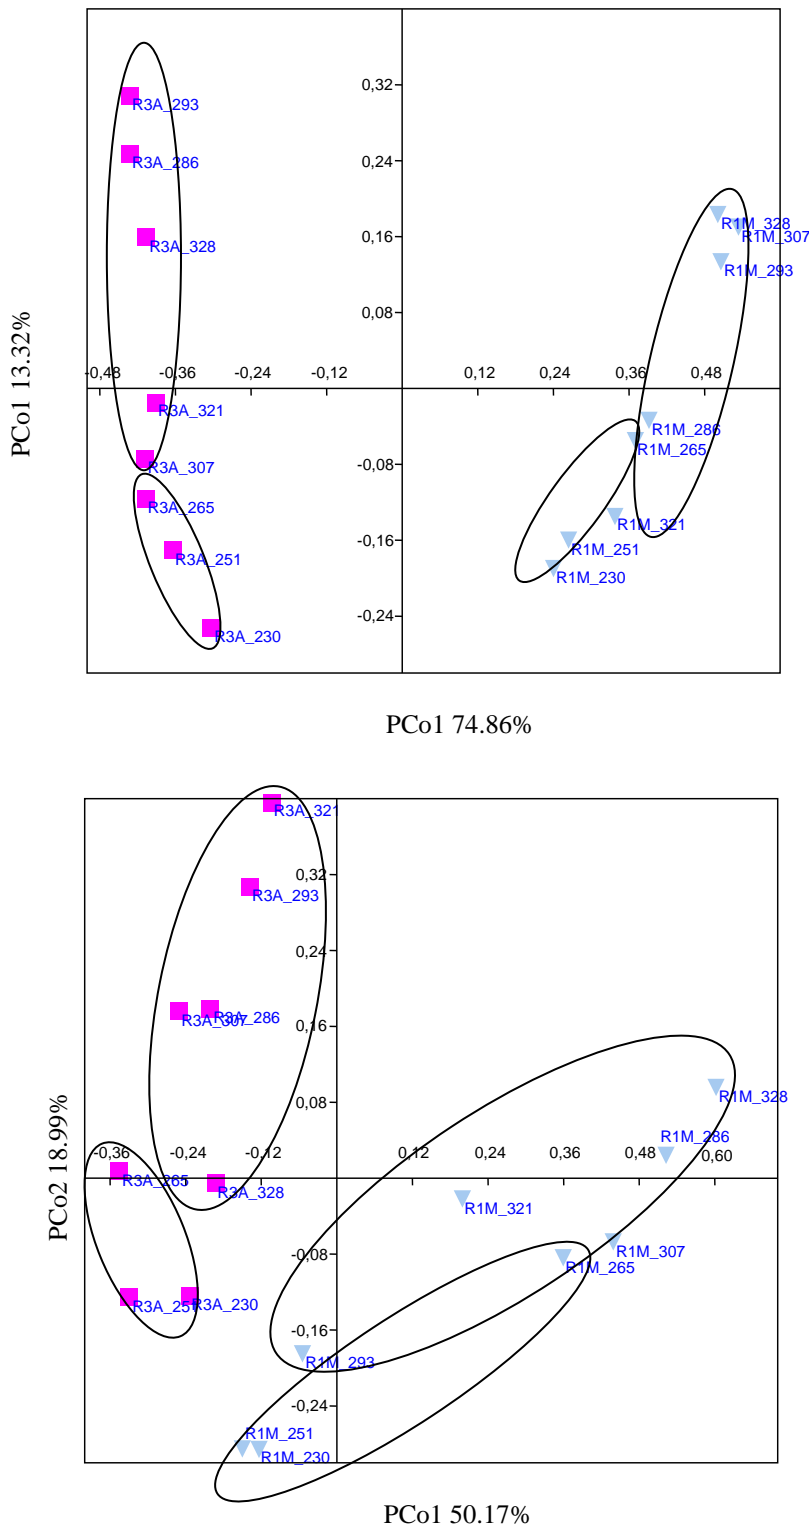 0,32
R3A_293
R3A_286
0,24
R1M_328
R1M_307
0,16
R3A_328
R1M_293
0,08
PCo1 13.32%
-0,48
-0,36
-0,24
-0,12
0,12
0,24
0,36
0,48
R3A_321
R1M_286
R1M_265
-0,08
R3A_307
R3A_265
R1M_321
-0,16
R1M_251
R3A_251
R1M_230
-0,24
R3A_230
PCo1 74.86%
R3A_321
0,32
R3A_293
0,24
R3A_307
R3A_286
0,16
0,08
R1M_328
R1M_286
PCo2 18.99%
-0,36
-0,24
-0,12
0,12
0,24
0,36
0,48
0,60
R3A_265
R3A_328
R1M_321
-0,08
R1M_307
R1M_265
R3A_251
R3A_230
-0,16
R1M_293
-0,24
R1M_251
R1M_230
PCo1 50.17%